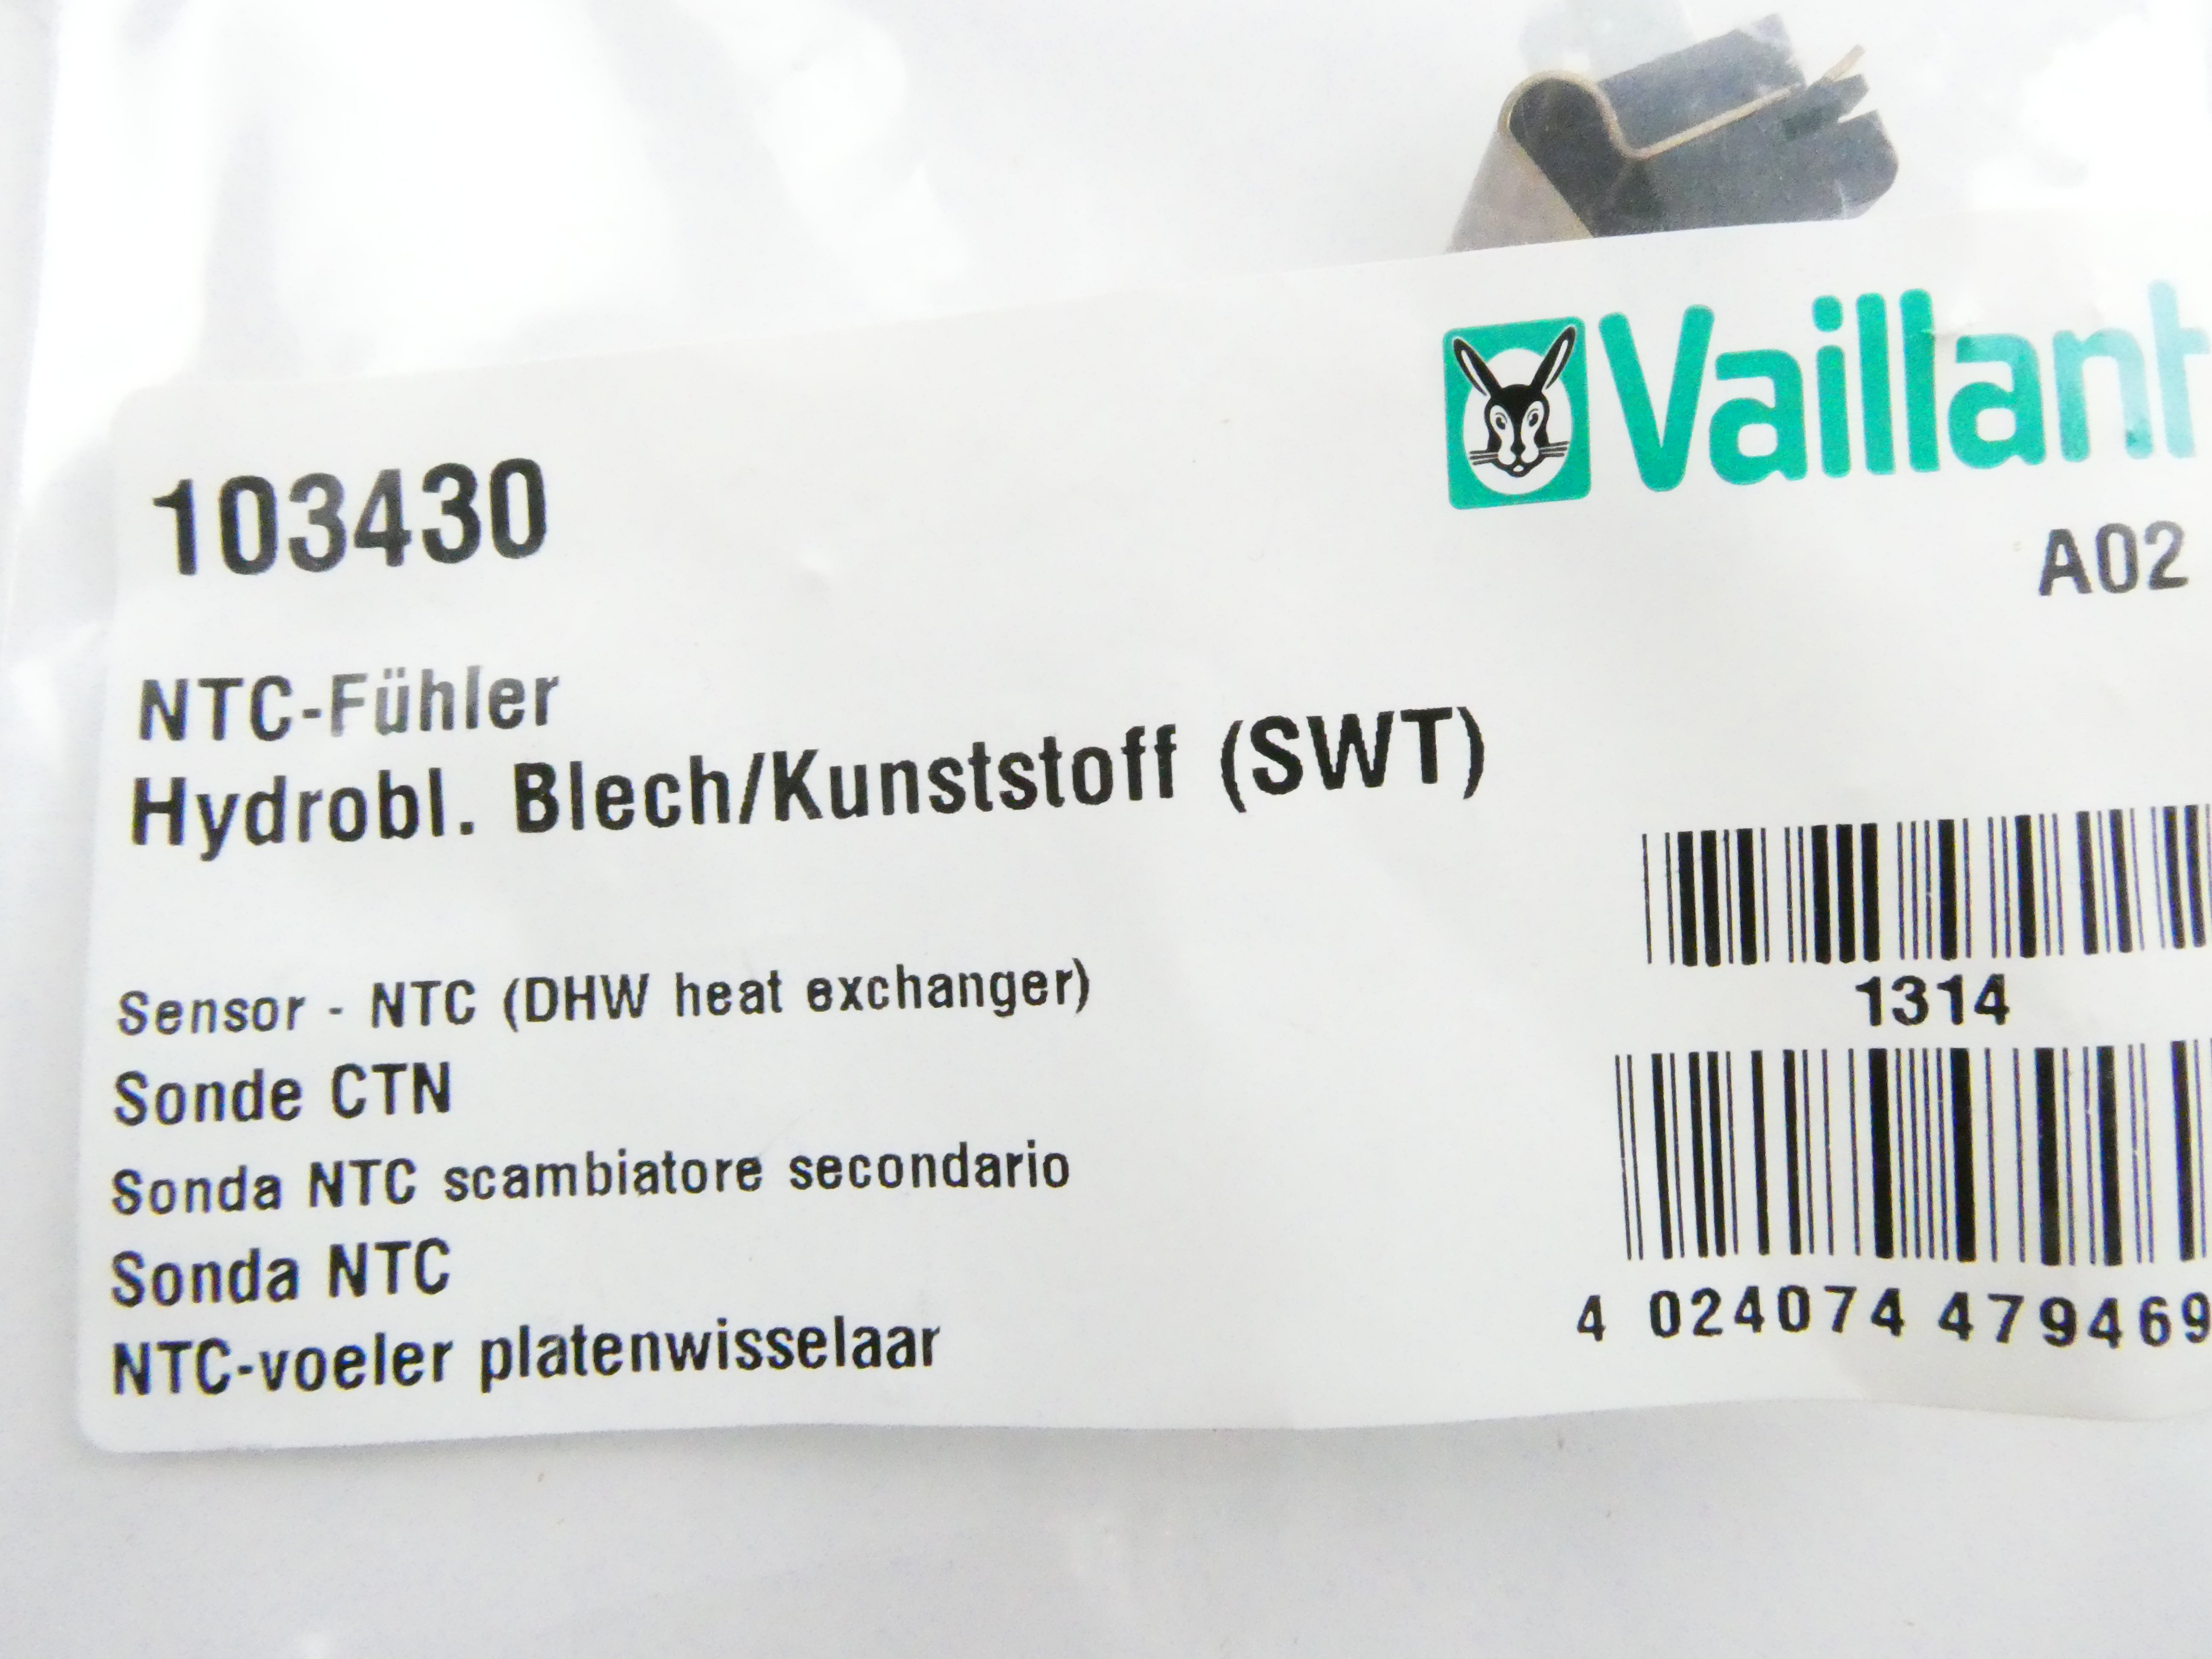 Vaillant
103430
A02
NTC-Fühler
Hydrobl. Blech/Kunststoff (SWT)
Sensor - NTC (DHW heat exchanger)
1314
Sonde CTN
Sonda NTC scambiatore secondario
Sonda NTC
4 024074 479469
NTC-voeler platenwisselaar